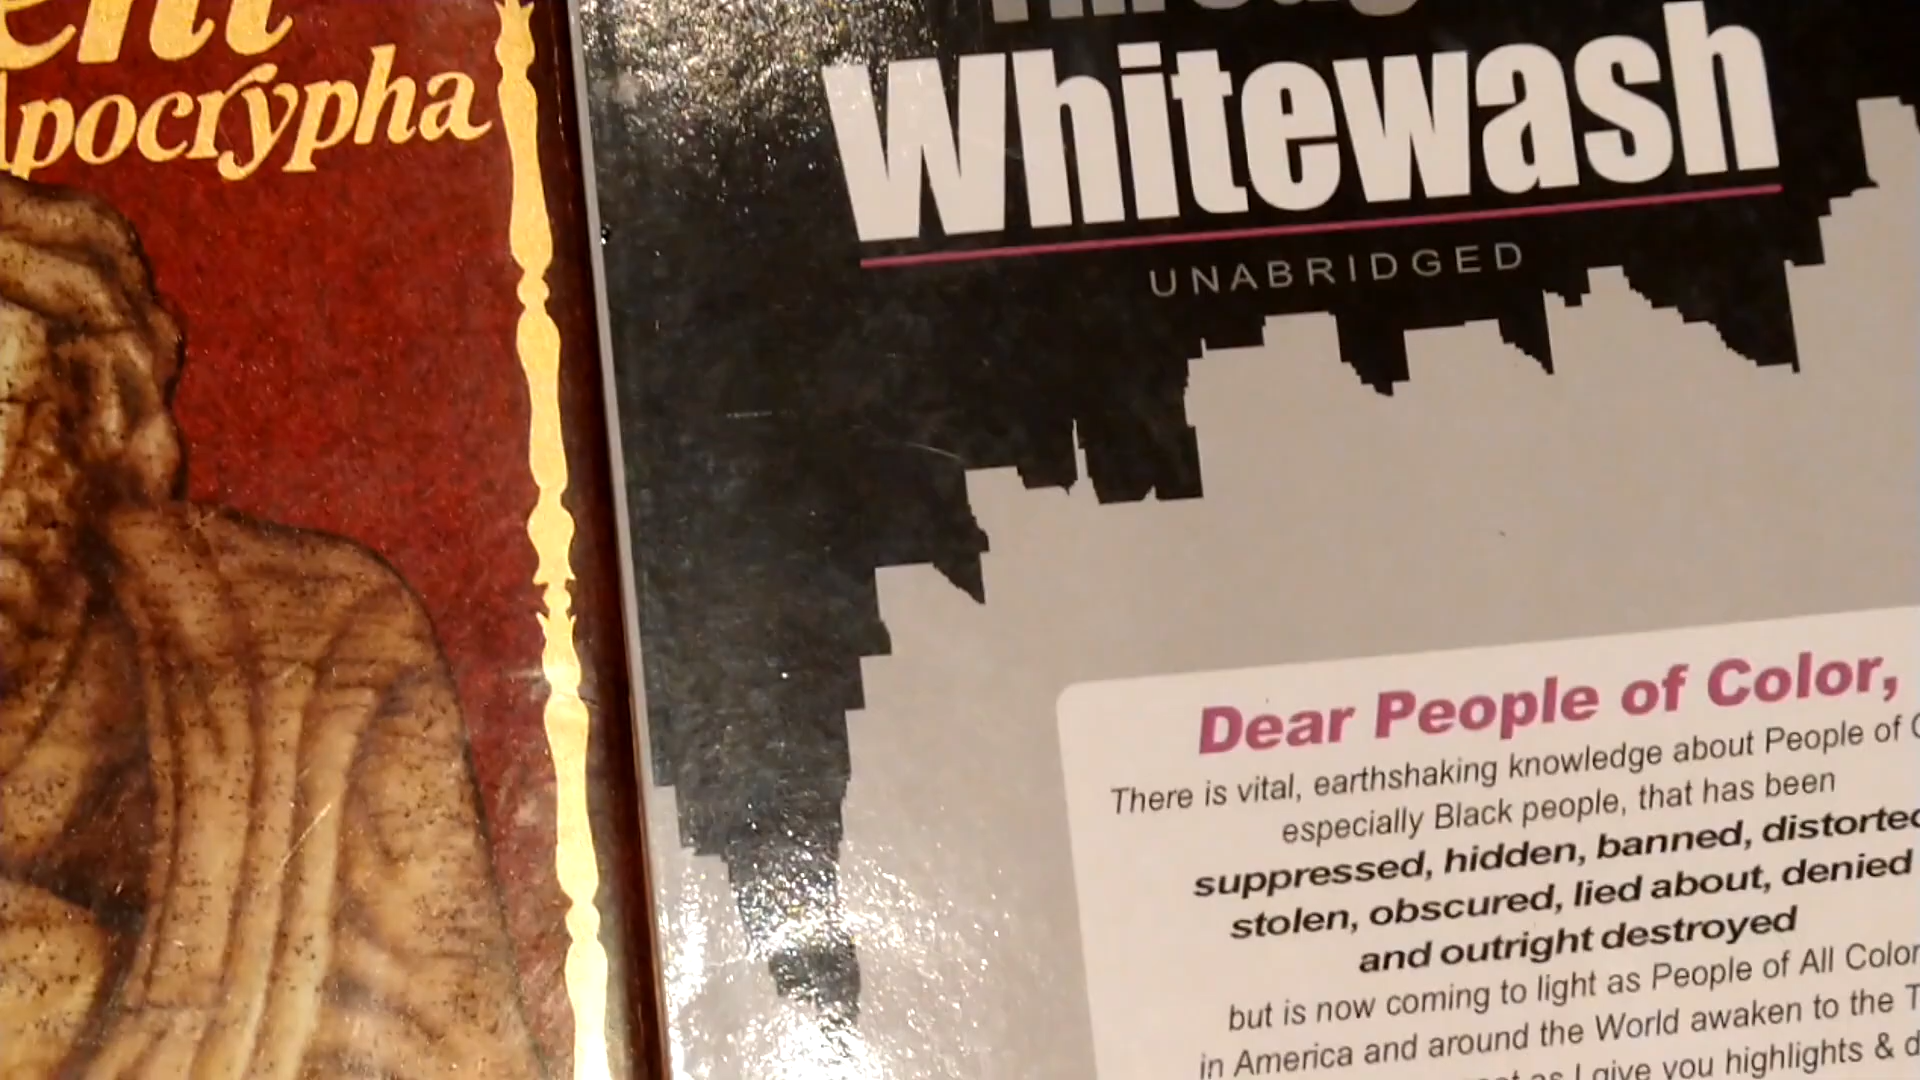 pocrypha
Whitewash
UNABRIDGED
Dear People of Color,
There is vital, earthshaking knowledge about People of
especially Black people, that has been
suppressed, hidden, banned, distorted
stolen, obscured, lied about, denied
and outright destroyed
but is now coming to light as People of All Color
in America and around the World awaken to the T
as I give you highlights & d